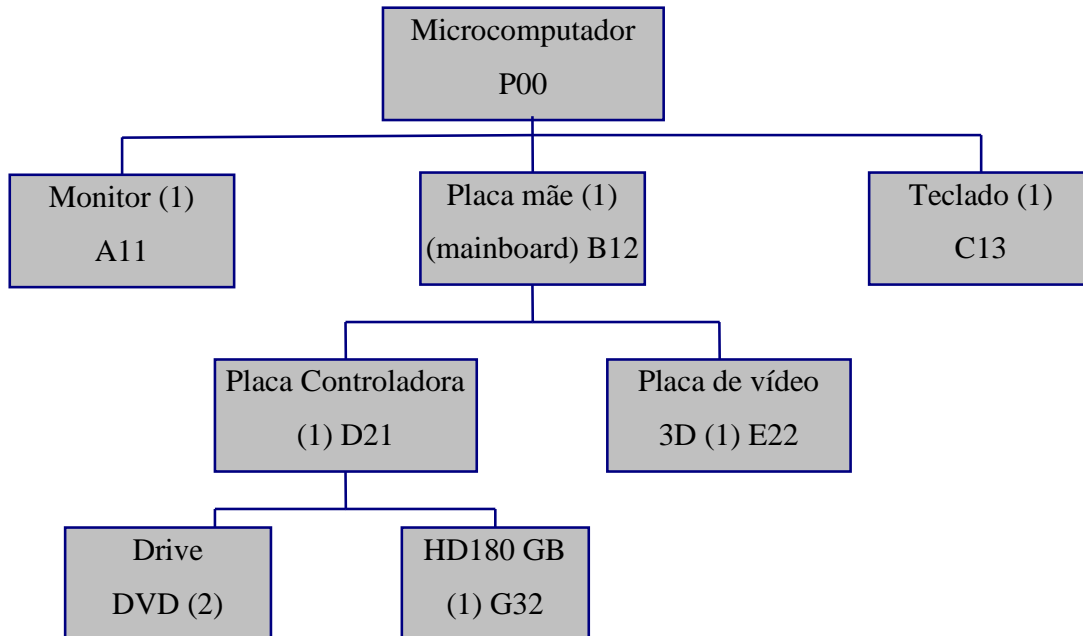 Microcomputador
P00
Monitor (1)
A11
Placa mãe (1)
(mainboard) B12
Teclado (1)
C13
Placa Controladora
(1) D21
Placa de vídeo
3D (1) E22
Drive
DVD (2)
HD180 GB
(1) G32